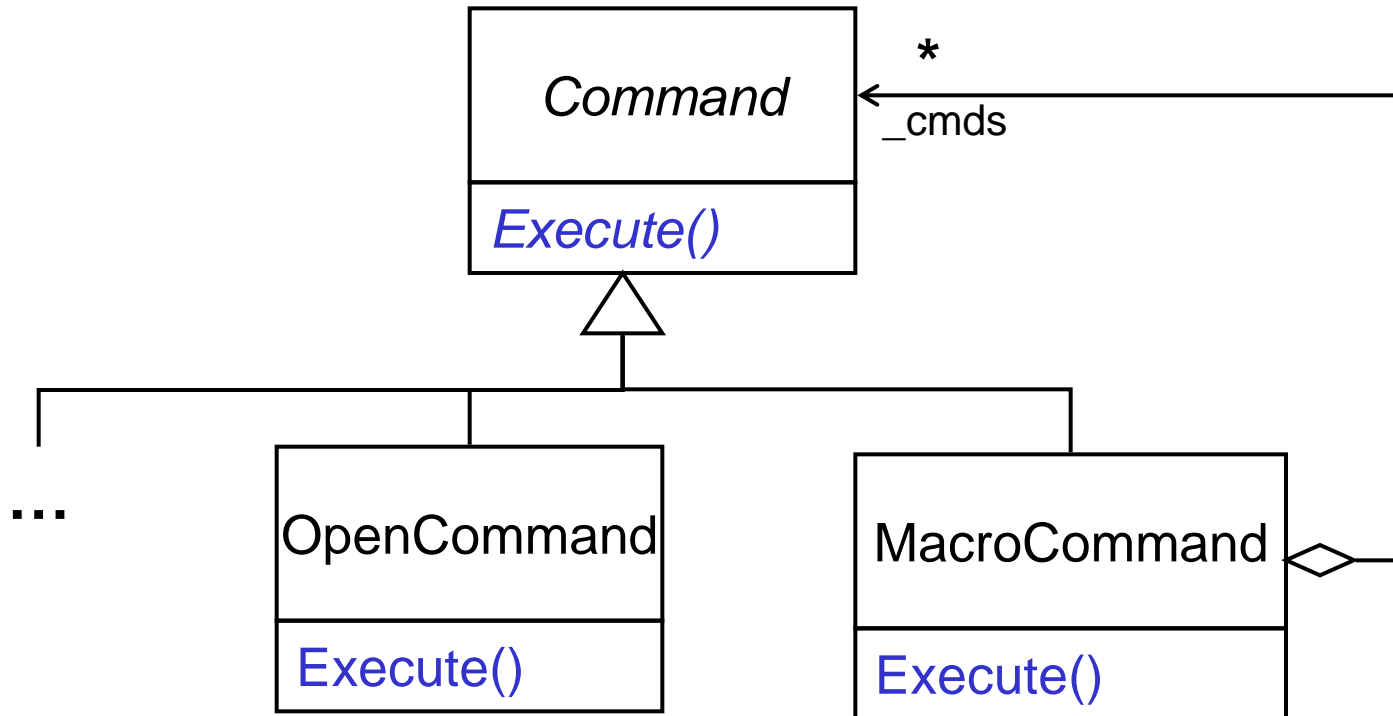 Command
*
_cmds
Execute()
...
OpenCommand
MacroCommand
Execute()
Execute()